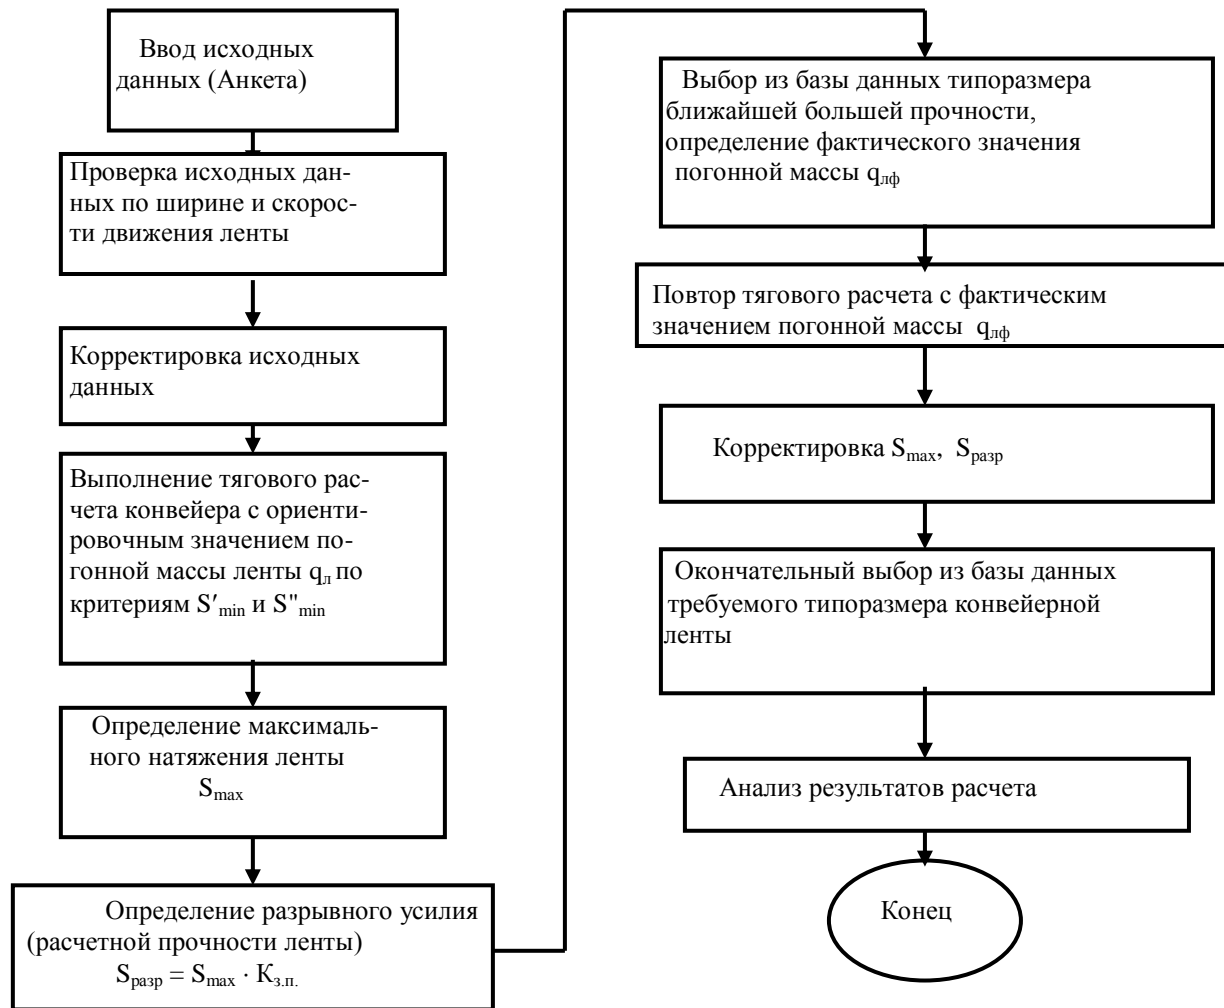 Ввод исходных
данных (Анкета)
Проверка исходных дан-
ных по ширине и скорос-
ти движения ленты
Корректировка исходных
данных
Выполнение тягового рас-
чета конвейера с ориенти-
ровочным значением по-
гонной массы ленты qл по
критериям S′min и S"min
Определение максималь-
ного натяжения ленты
Smax
Определение разрывного усилия
(расчетной прочности ленты)
Sразр = Smax · Kз.п.
Выбор из базы данных типоразмера
ближайшей большей прочности,
определение фактического значения
погонной массы qлф
Повтор тягового расчета с фактическим
значением погонной массы qлф
Корректировка Smax, Sразр
Окончательный выбор из базы данных
требуемого типоразмера конвейерной
ленты
Анализ результатов расчета
Конец